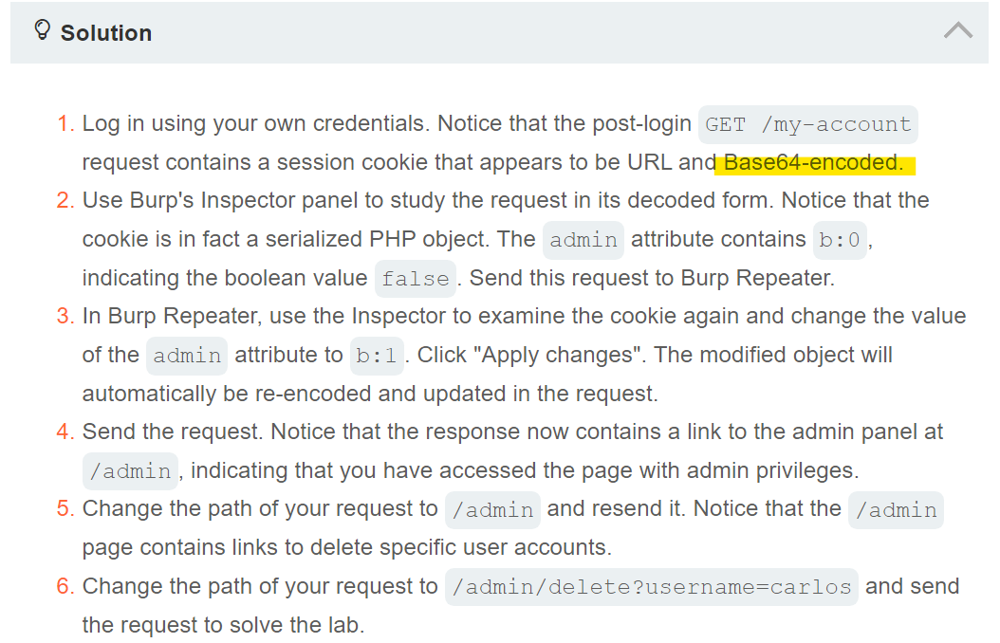 Solution
1. Log in using your own credentials. Notice that the post-login GET /my-account
request contains a session cookie that appears to be URL and Base64-encoded.
2. Use Burp's Inspector panel to study the request in its decoded form. Notice that the
cookie is in fact a serialized PHP object. The admin attribute contains b:0,
indicating the boolean value false. Send this request to Burp Repeater.
3. In Burp Repeater, use the Inspector to examine the cookie again and change the value
of the admin attribute to b:1. Click "Apply changes". The modified object will
automatically be re-encoded and updated in the request.
4. Send the request. Notice that the response now contains a link to the admin panel at
/admin, indicating that you have accessed the page with admin privileges.
5. Change the path of your request to /admin and resend it. Notice that the /admin
page contains links to delete specific user accounts.
6. Change the path of your request to /admin/delete?username=carlos and send
the request to solve the lab.